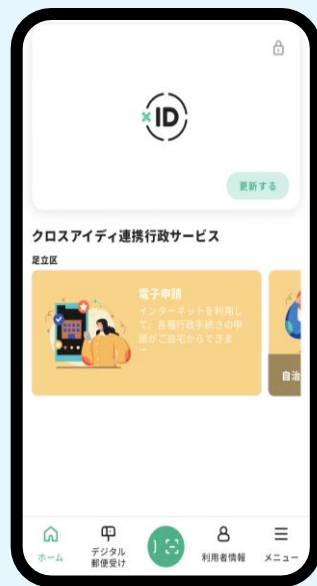 ×ID
更新する
クロスアイディ連携行政サービス
足立区
電子申請
インターネットを利用し
て、各種行政手続きの申
請がご自宅からできま
…
自治
ホーム
デジタル
郵便受け
利用者情報
メニュー